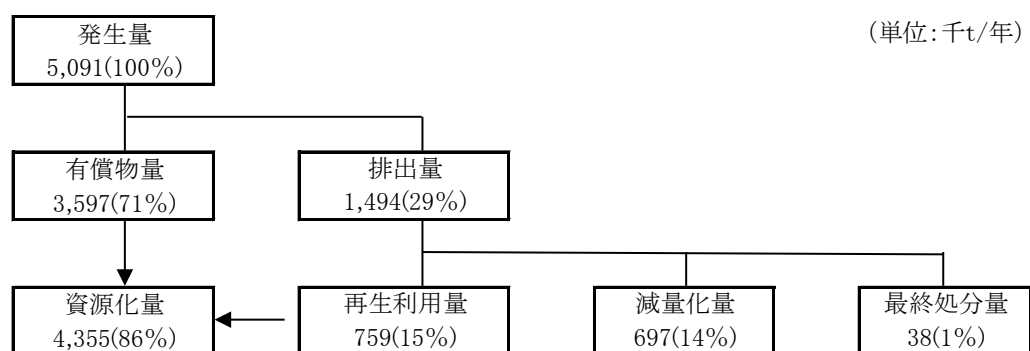 (単位:千t/年)
発生量
5,091(100%)
有償物量
3,597(71%)
排出量
1,494(29%)
資源化量
4,355(86%)
再生利用量
759(15%)
減量化量
697(14%)
最終処分量
38(1%)